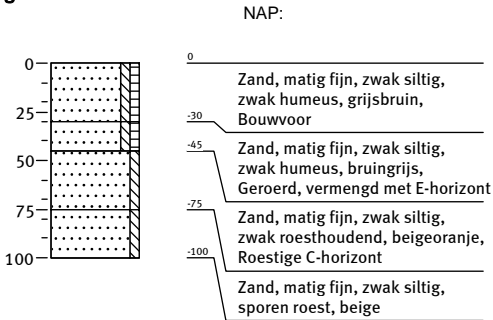 NAP:
0
25
50
75
100
0
Zand, matig fijn, zwak siltig,
zwak humeus, grijsbruin,
Bouwvoor
-30
-45
Zand, matig fijn, zwak siltig,
zwak humeus, bruingrijs,
Geroerd, vermengd met E-horizont
-75
Zand, matig fijn, zwak siltig,
zwak roesthoudend, beigeoranje,
Roestige C-horizont
-100
Zand, matig fijn, zwak siltig,
sporen roest, beige